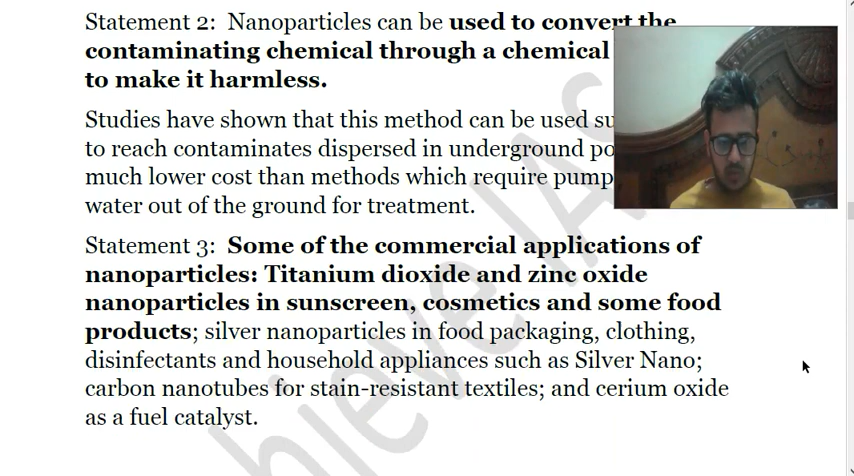 Statement 2: Nanoparticles can be used to convert the
contaminating chemical through a chemical
to make it harmless.
Studies have shown that this method can be used
to reach contaminates dispersed in underground
much lower cost than methods which require
water out of the ground for treatment.
Statement 3: Some of the commercial applications of
nanoparticles: Titanium dioxide and zinc oxide
nanoparticles in sunscreen, cosmetics and some food
products; silver nanoparticles in food packaging, clothing,
disinfectants and household appliances such as Silver Nano;
carbon nanotubes for stain-resistant textiles; and cerium oxide
as a fuel catalyst.